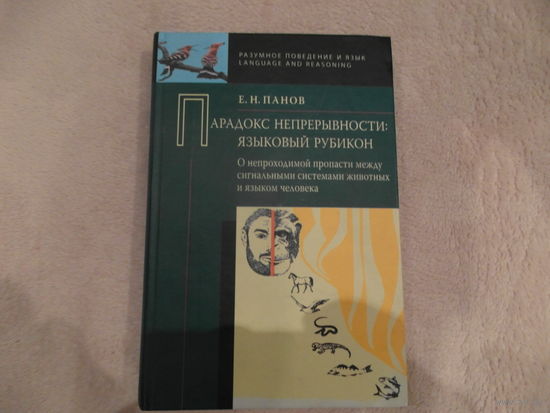 РАЗУМНОЕ ПОВЕДЕНИЕ И ЯЗЫК
LANGUAGE AND REASONING
Е. Н. ПАНОВ
ПАРАДОКС НЕПРЕРЫВНОСТИ:
ЯЗЫКОВЫЙ РУБИКОН
О непроходимой пропасти между
сигнальными системами животных
и языком человека